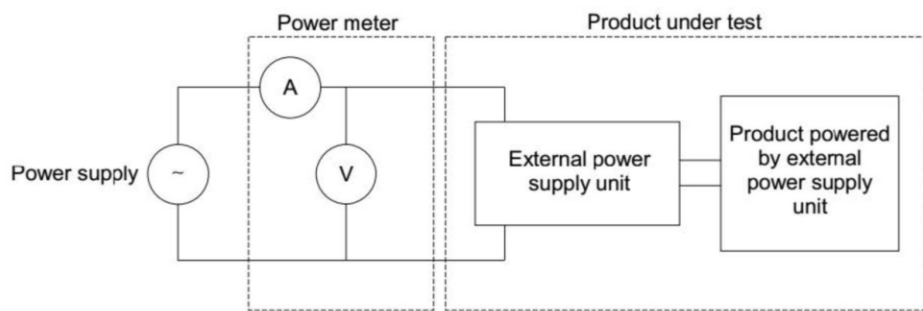 Power meter
Product under test
A
Power supply
~
V
External power
supply unit
Product powered
by external
power supply
unit